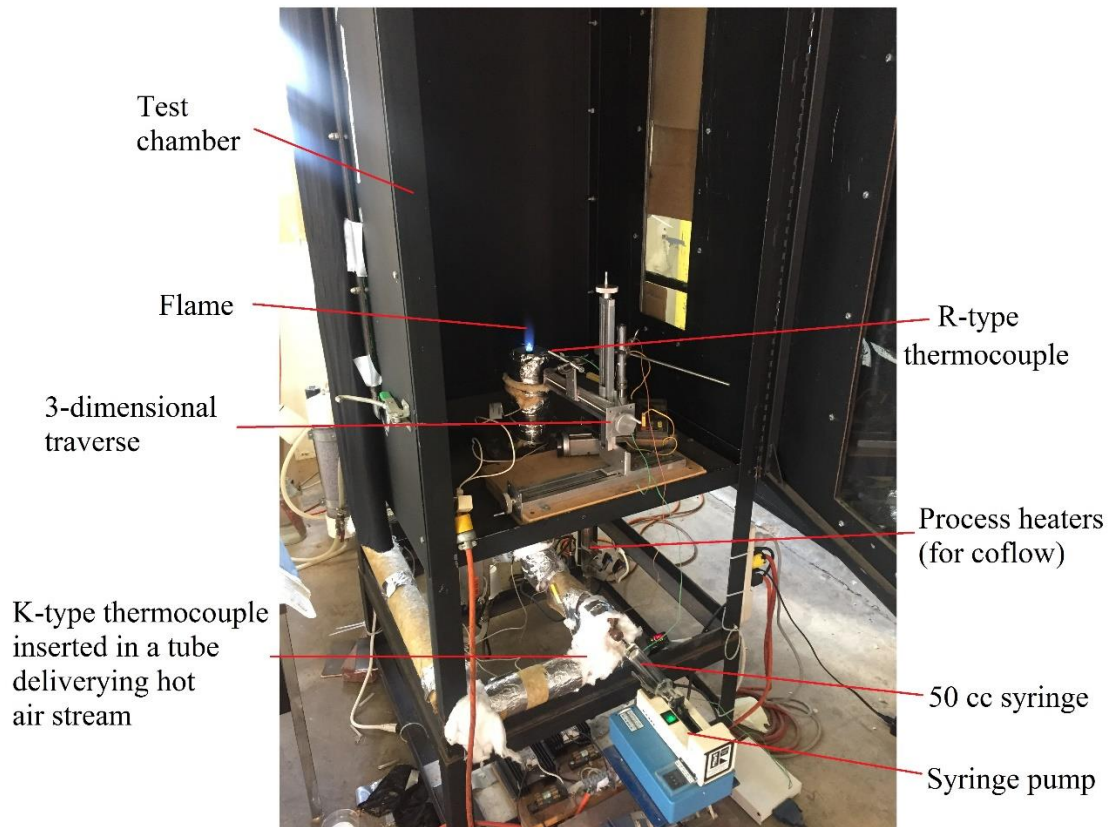 Test
chamber
Flame
R-type
thermocouple
3-dimensional
traverse
Process heaters
(for coflow)
K-type thermocouple
inserted in a tube
deliverying hot
air stream
50 cc syringe
Syringe pump